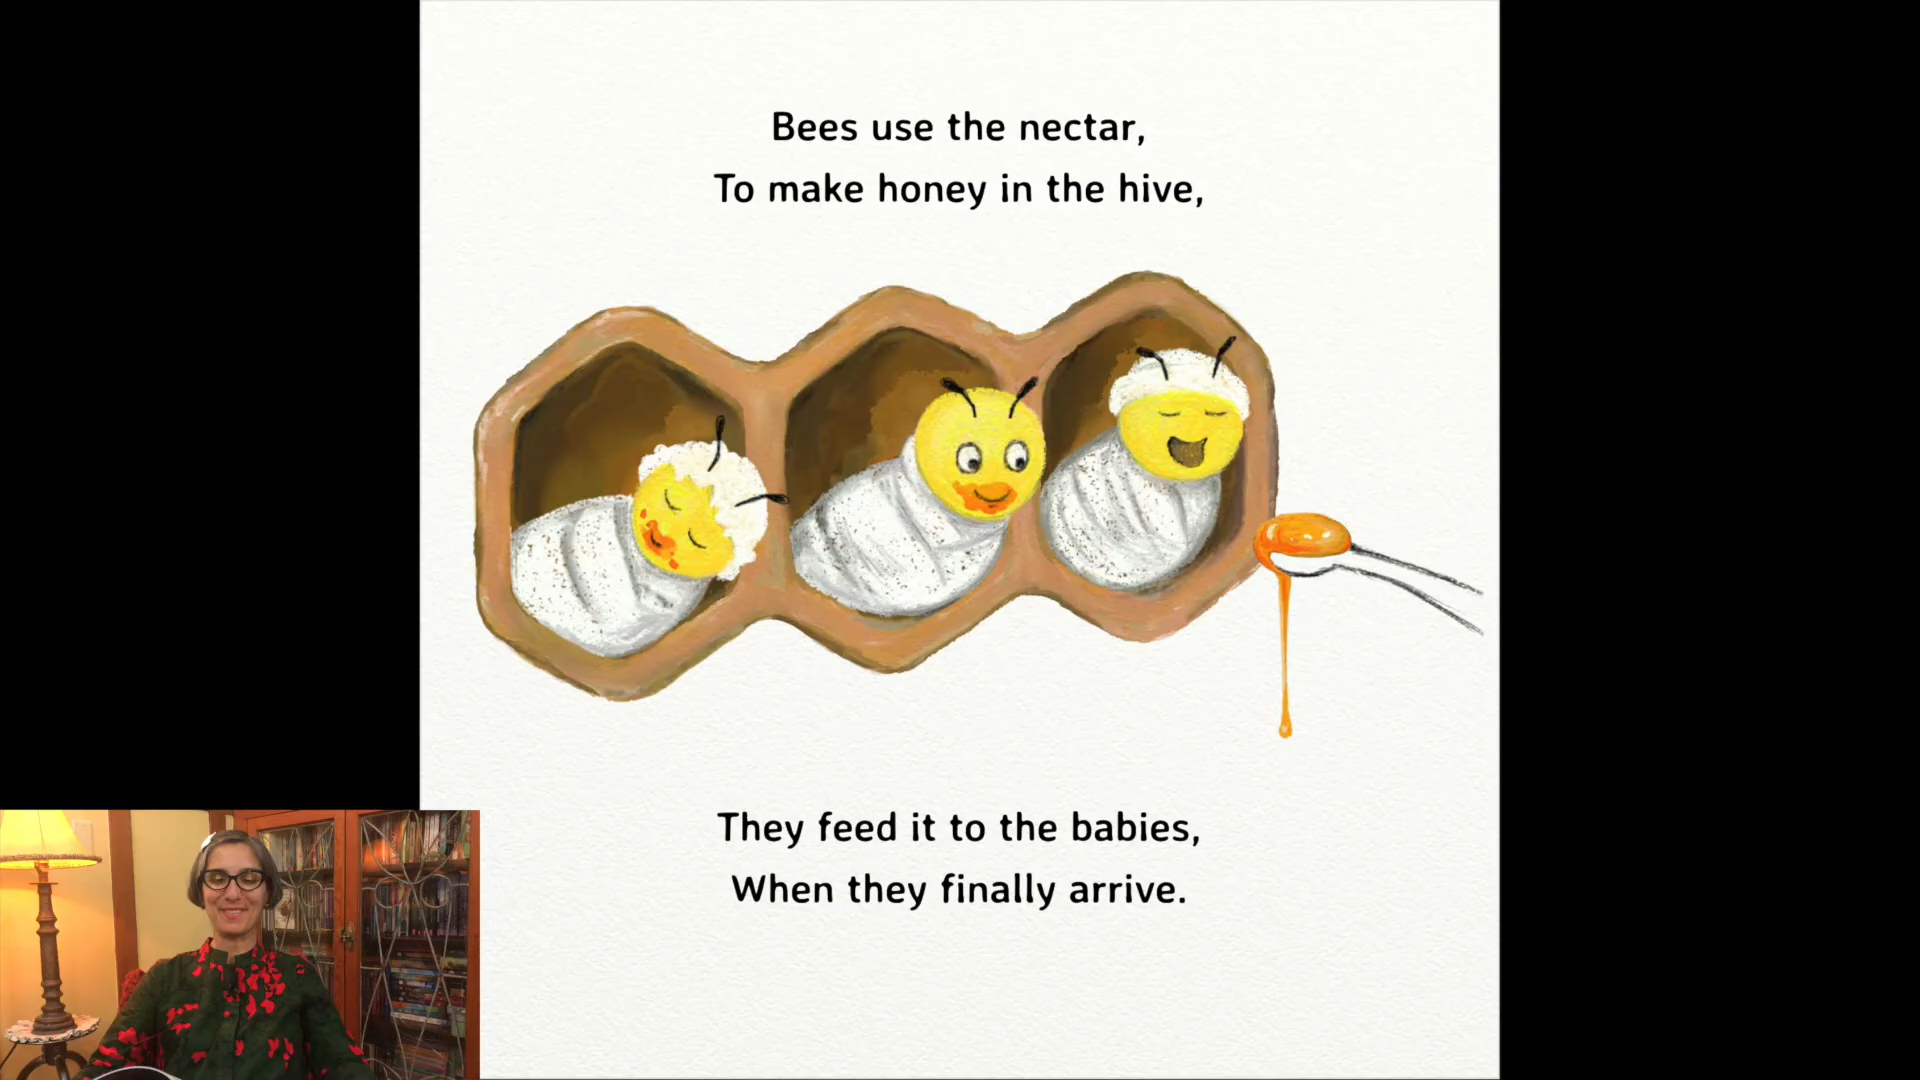 Bees use the nectar,
To make honey in the hive,
They feed it to the babies,
When they finally arrive.